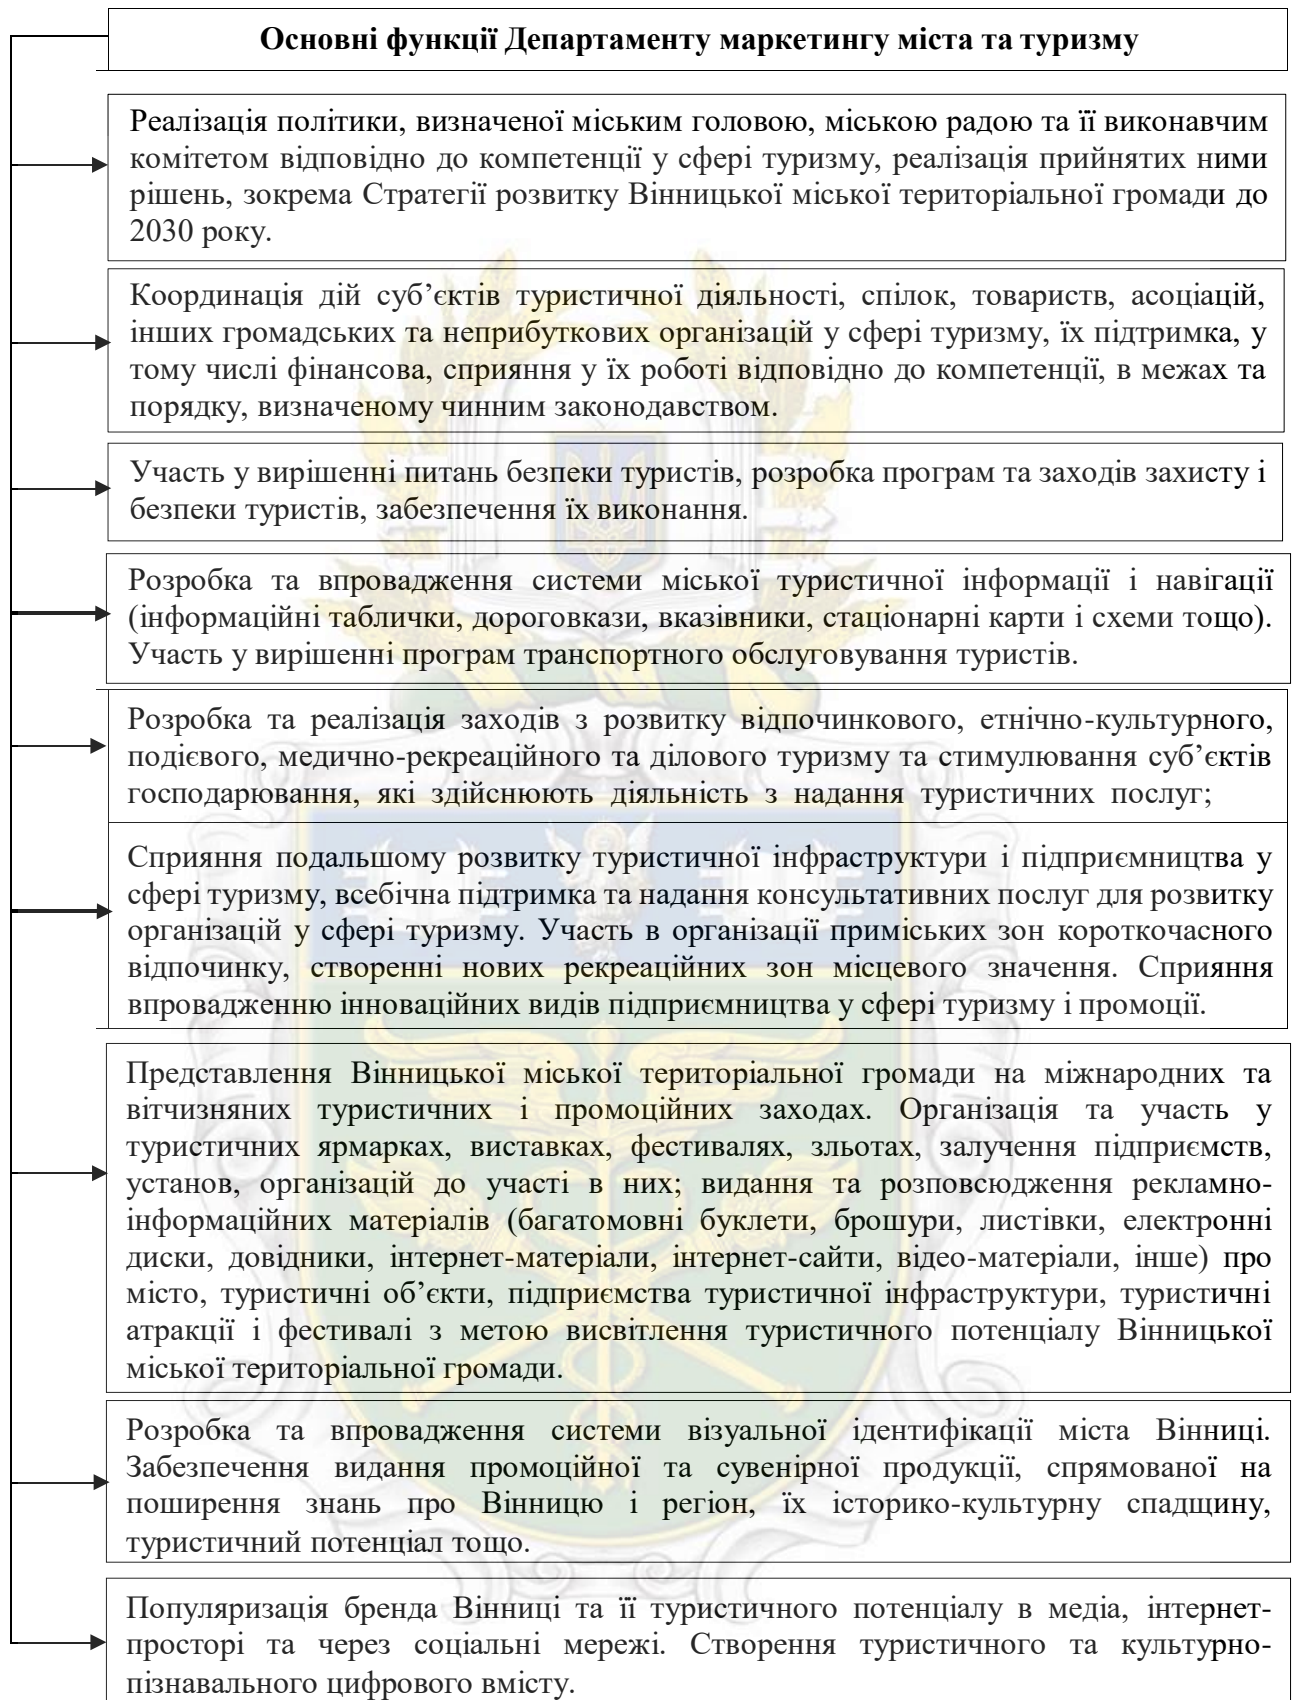 Основні функції Департаменту маркетингу міста та туризму
Реалізація політики, визначеної міським головою, міською радою та її виконавчим
комітетом відповідно до компетенції у сфері туризму, реалізація прийнятих ними
рішень, зокрема Стратегії розвитку Вінницької міської територіальної громади до
2030 року.
Координація дій суб’єктів туристичної діяльності, спілок, товариств, асоціацій,
інших громадських та неприбуткових організацій у сфері туризму, їх підтримка, у
тому числі фінансова, сприяння у їх роботі відповідно до компетенції, в межах та
порядку, визначеному чинним законодавством.
Участь у вирішенні питань безпеки туристів, розробка програм та заходів захисту і
безпеки туристів, забезпечення їх виконання.
Розробка та впровадження системи міської туристичної інформації і навігації
(інформаційні таблички, дороговкази, вказівники, стаціонарні карти і схеми тощо).
Участь у вирішенні програм транспортного обслуговування туристів.
Розробка та реалізація заходів з розвитку відпочинкового, етнічно-культурного,
подієвого, медично-рекреаційного та ділового туризму та стимулювання суб’єктів
господарювання, які здійснюють діяльність з надання туристичних послуг;
Сприяння подальшому розвитку туристичної інфраструктури і підприємництва у
сфері туризму, всебічна підтримка та надання консультативних послуг для розвитку
організацій у сфері туризму. Участь в організації приміських зон короткочасного
відпочинку, створенні нових рекреаційних зон місцевого значення. Сприяння
впровадженню інноваційних видів підприємництва у сфері туризму і промоції.
Представлення Вінницької міської територіальної громади на міжнародних та
вітчизняних туристичних і промоційних заходах. Організація та участь у
туристичних ярмарках, виставках, фестивалях, зльотах, залучення підприємств,
установ, організацій до участі в них; видання та розповсюдження рекламно-
інформаційних матеріалів (багатомовні буклети, брошури, листівки, електронні
диски, довідники, інтернет-матеріали, інтернет-сайти, відео-матеріали, інше) про
місто, туристичні об’єкти, підприємства туристичної інфраструктури, туристичні
атракції і фестивалі з метою висвітлення туристичного потенціалу Вінницької
міської територіальної громади.
Розробка та впровадження системи візуальної ідентифікації міста Вінниці.
Забезпечення видання промоційної та сувенірної продукції, спрямованої на
поширення знань про Вінницю і регіон, їх історико-культурну спадщину,
туристичний потенціал тощо.
Популяризація бренда Вінниці та її туристичного потенціалу в медіа, інтернет-
просторі та через соціальні мережі. Створення туристичного та культурно-
пізнавального цифрового вмісту.